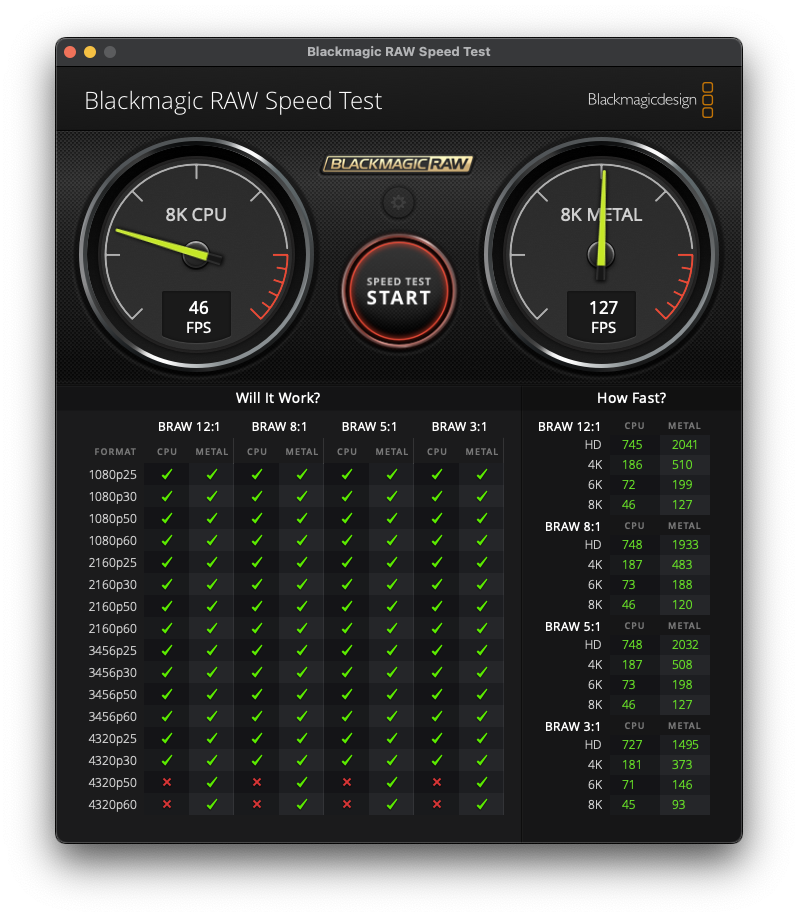 Blackmagic RAW Speed Test
Blackmagic RAW Speed Test
Blackmagicdesign
BLACKMAGIC RAW
8K CPU
46
FPS
SPEED TEST
START
8K METAL
127
FPS
Will It Work?
BRAW 12:1 BRAW 8:1 BRAW 5:1 BRAW 3:1
FORMAT CPU METAL CPU METAL CPU METAL CPU METAL
1080p25 ✓ ✓ ✓ ✓ ✓ ✓ ✓ ✓
1080p30 ✓ ✓ ✓ ✓ ✓ ✓ ✓ ✓
1080p50 ✓ ✓ ✓ ✓ ✓ ✓ ✓ ✓
1080p60 ✓ ✓ ✓ ✓ ✓ ✓ ✓ ✓
2160p25 ✓ ✓ ✓ ✓ ✓ ✓ ✓ ✓
2160p30 ✓ ✓ ✓ ✓ ✓ ✓ ✓ ✓
2160p50 ✓ ✓ ✓ ✓ ✓ ✓ ✓ ✓
2160p60 ✓ ✓ ✓ ✓ ✓ ✓ ✓ ✓
3456p25 ✓ ✓ ✓ ✓ ✓ ✓ ✓ ✓
3456p30 ✓ ✓ ✓ ✓ ✓ ✓ ✓ ✓
3456p50 ✓ ✓ ✓ ✓ ✓ ✓ ✓ ✓
3456p60 ✓ ✓ ✓ ✓ ✓ ✓ ✓ ✓
4320p25 ✓ ✓ ✓ ✓ ✓ ✓ ✓ ✓
4320p30 ✓ ✓ ✓ ✓ ✓ ✓ ✓ ✓
4320p50 ✗ ✓ ✗ ✓ ✗ ✓ ✗ ✓
4320p60 ✗ ✓ ✗ ✓ ✗ ✓ ✗ ✓
How Fast?
BRAW 12:1 CPU METAL
HD 745 2041
4K 186 510
6K 72 199
8K 46 127
BRAW 8:1 CPU METAL
HD 748 1933
4K 187 483
6K 73 188
8K 46 120
BRAW 5:1 CPU METAL
HD 748 2032
4K 187 508
6K 73 198
8K 46 127
BRAW 3:1 CPU METAL
HD 727 1495
4K 181 373
6K 71 146
8K 45 93